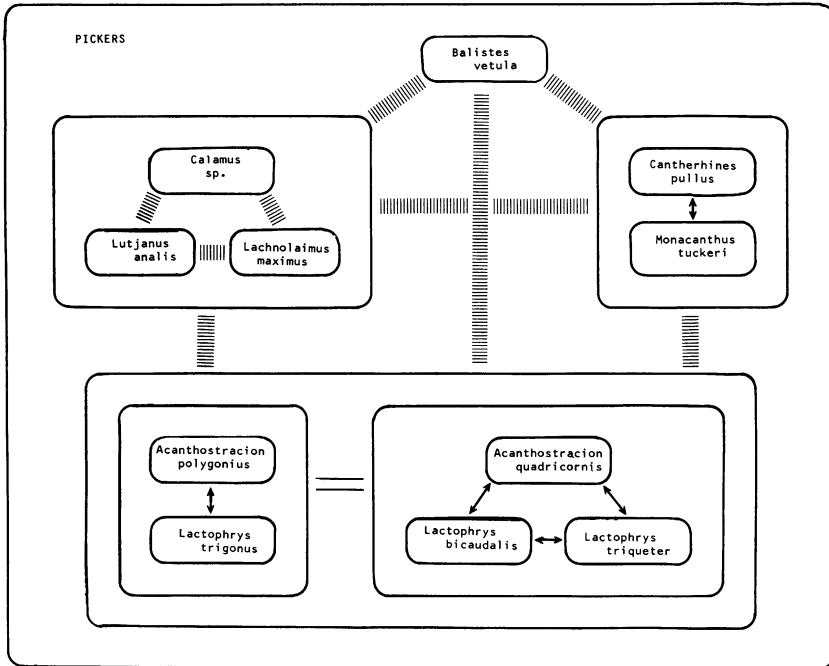 PICKERS
Balistes
vetula
Calamus
sp.
Cantherhines
pullus
Lutjanus
analis
Lachnolaimus
maximus
Monacanthus
tuckeri
Acanthostracion
polygonius
Acanthostracion
quadricornis
Lactophrys
trigonus
Lactophrys
bicaudalis
Lactophrys
triqueter